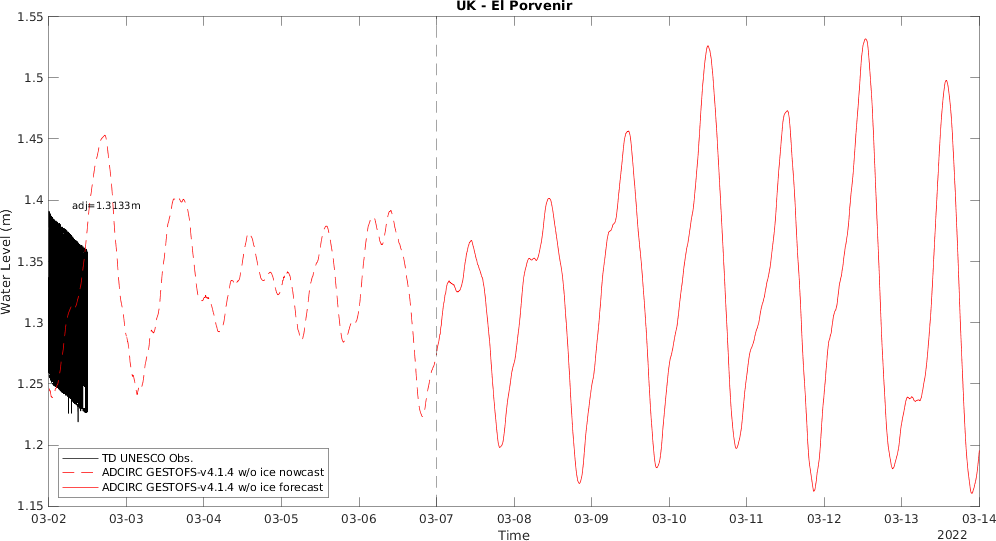 UK - El Porvenir
1.55
1.5
1.45
1.4
1.35
1.3
1.25
1.2
1.15
Water Level (m)
adj=1.3133m
TD UNESCO Obs.
ADCIRC GESTOFS-v4.1.4 w/o ice nowcast
ADCIRC GESTOFS-v4.1.4 w/o ice forecast
03-02 03-03 03-04 03-05 03-06 03-07 03-08 03-09 03-10 03-11 03-12 03-13 03-14
Time
2022